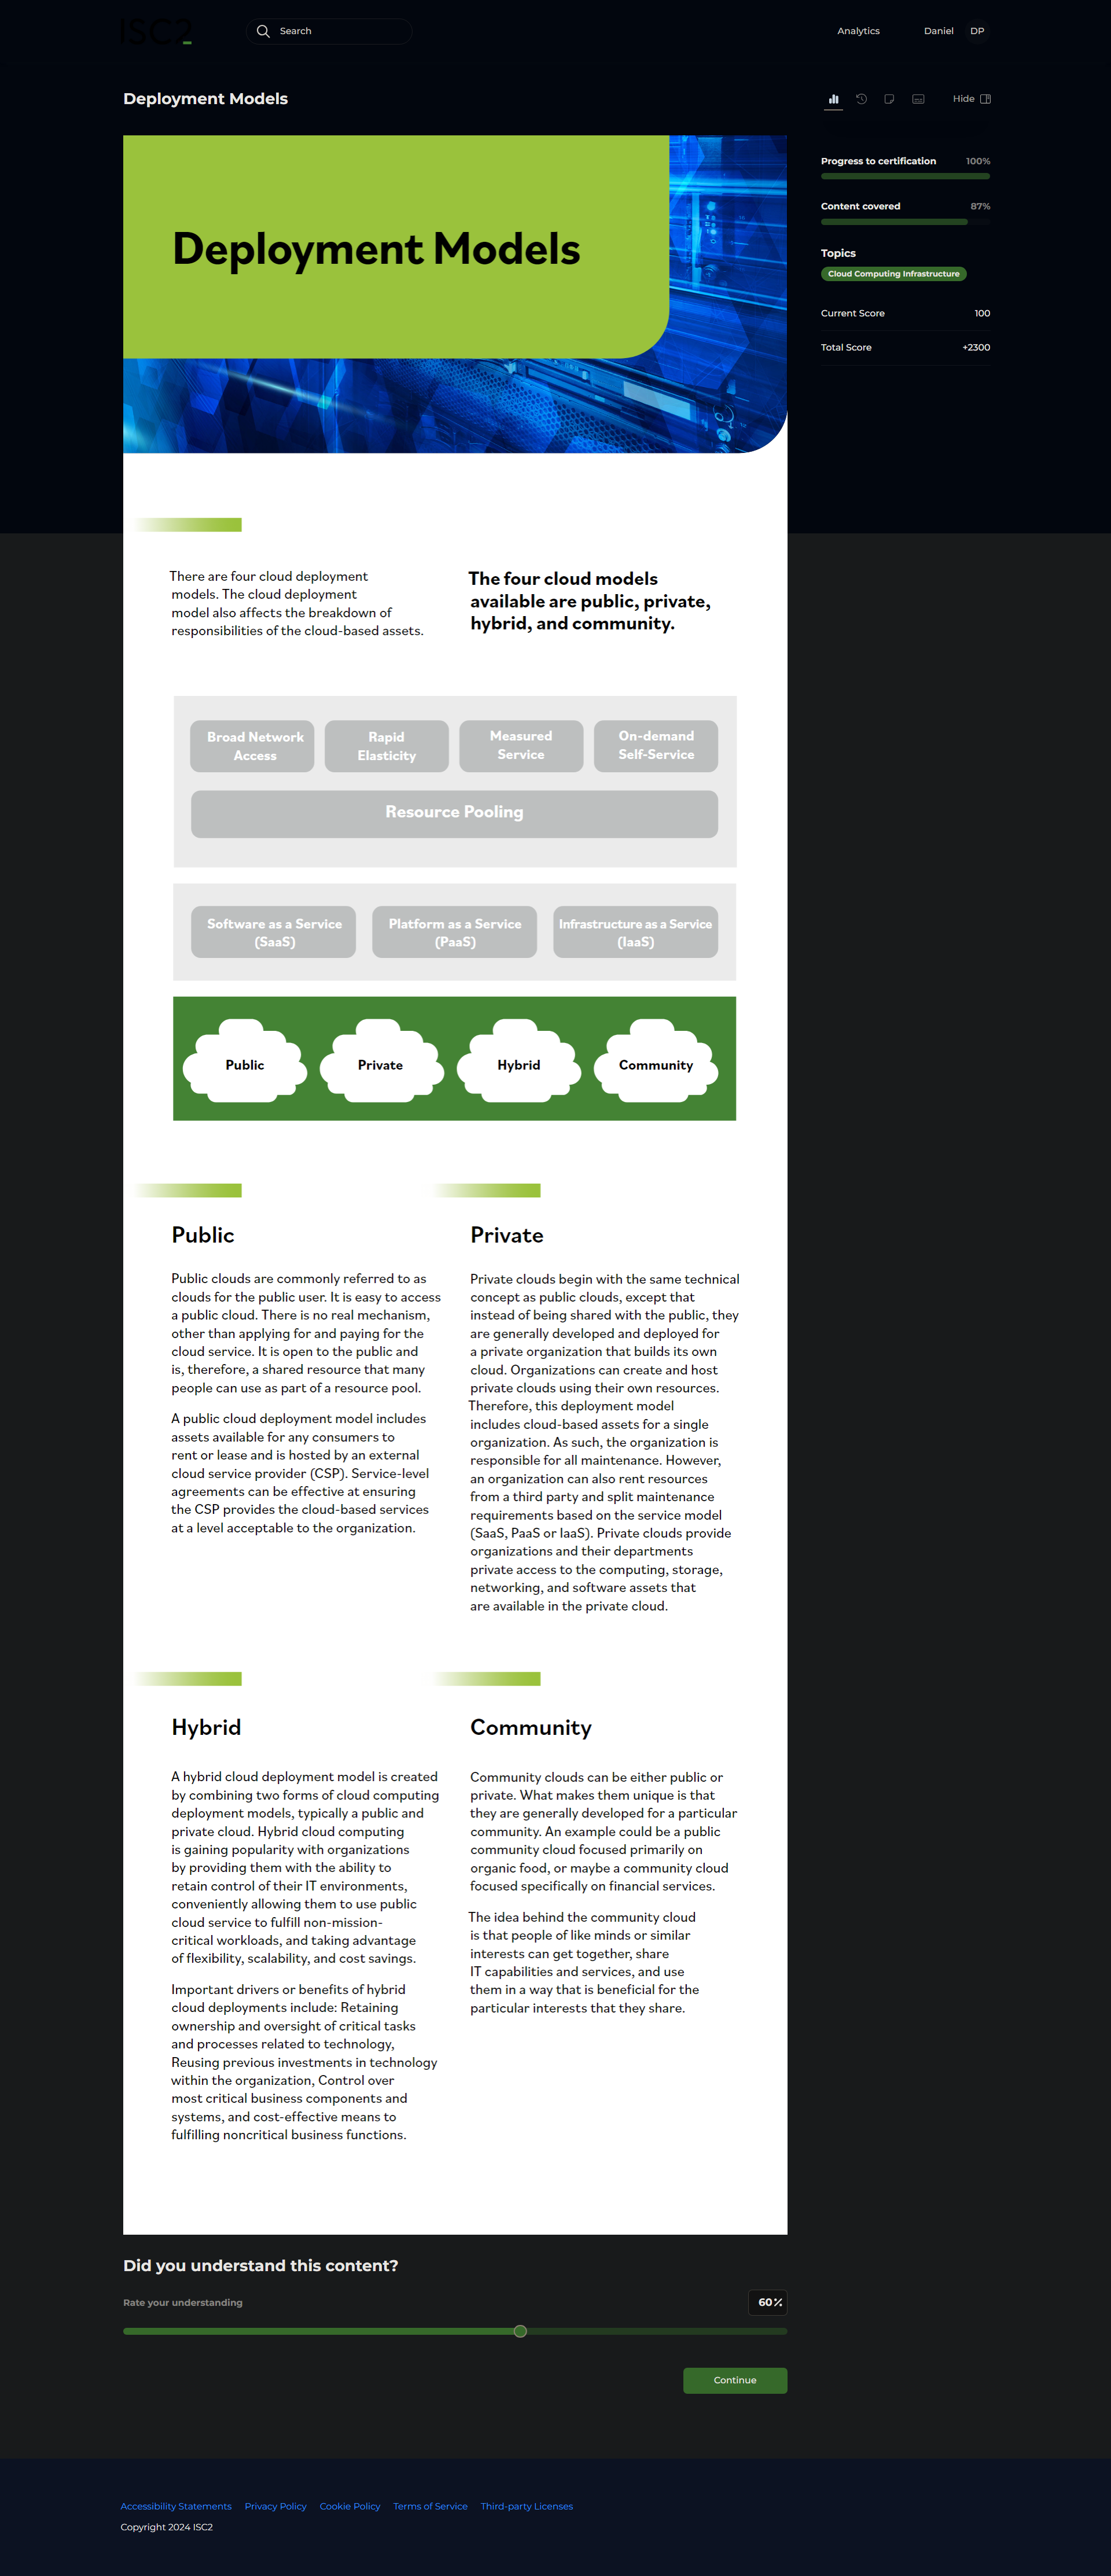 ISC2
Search
Analytics
Daniel
DP
Deployment Models
Hide
Progress to certification 100%
Content covered 87%
Topics
Cloud Computing Infrastructure
Current Score 100
Total Score +2300
Deployment Models
There are four cloud deployment
models. The cloud deployment
model also affects the breakdown of
responsibilities of the cloud-based assets.
The four cloud models
available are public, private,
hybrid, and community.
Broad Network
Access
Rapid
Elasticity
Measured
Service
On-demand
Self-Service
Resource Pooling
Software as a Service
(SaaS)
Platform as a Service
(PaaS)
Infrastructure as a Service
(IaaS)
Public
Private
Hybrid
Community
Public
Public clouds are commonly referred to as
clouds for the public user. It is easy to access
a public cloud. There is no real mechanism,
other than applying for and paying for the
cloud service. It is open to the public and
is, therefore, a shared resource that many
people can use as part of a resource pool.
A public cloud deployment model includes
assets available for any consumers to
rent or lease and is hosted by an external
cloud service provider (CSP). Service-level
agreements can be effective at ensuring
the CSP provides the cloud-based services
at a level acceptable to the organization.
Private
Private clouds begin with the same technical
concept as public clouds, except that
instead of being shared with the public, they
are generally developed and deployed for
a private organization that builds its own
cloud. Organizations can create and host
private clouds using their own resources.
Therefore, this deployment model
includes cloud-based assets for a single
organization. As such, the organization is
responsible for all maintenance. However,
an organization can also rent resources
from a third party and split maintenance
requirements based on the service model
(SaaS, PaaS or IaaS). Private clouds provide
organizations and their departments
private access to the computing, storage,
networking, and software assets that
are available in the private cloud.
Hybrid
A hybrid cloud deployment model is created
by combining two forms of cloud computing
deployment models, typically a public and
private cloud. Hybrid cloud computing
is gaining popularity with organizations
by providing them with the ability to
retain control of their IT environments,
conveniently allowing them to use public
cloud service to fulfill non-mission-
critical workloads, and taking advantage
of flexibility, scalability, and cost savings.
Important drivers or benefits of hybrid
cloud deployments include: Retaining
ownership and oversight of critical tasks
and processes related to technology,
Reusing previous investments in technology
within the organization, Control over
most critical business components and
systems, and cost-effective means to
fulfilling noncritical business functions.
Community
Community clouds can be either public or
private. What makes them unique is that
they are generally developed for a particular
community. An example could be a public
community cloud focused primarily on
organic food, or maybe a community cloud
focused specifically on financial services.
The idea behind the community cloud
is that people of like minds or similar
interests can get together, share
IT capabilities and services, and use
them in a way that is beneficial for the
particular interests that they share.
Did you understand this content?
Rate your understanding
60%
Continue
Accessibility Statements Privacy Policy Cookie Policy Terms of Service Third-party Licenses
Copyright 2024 ISC2